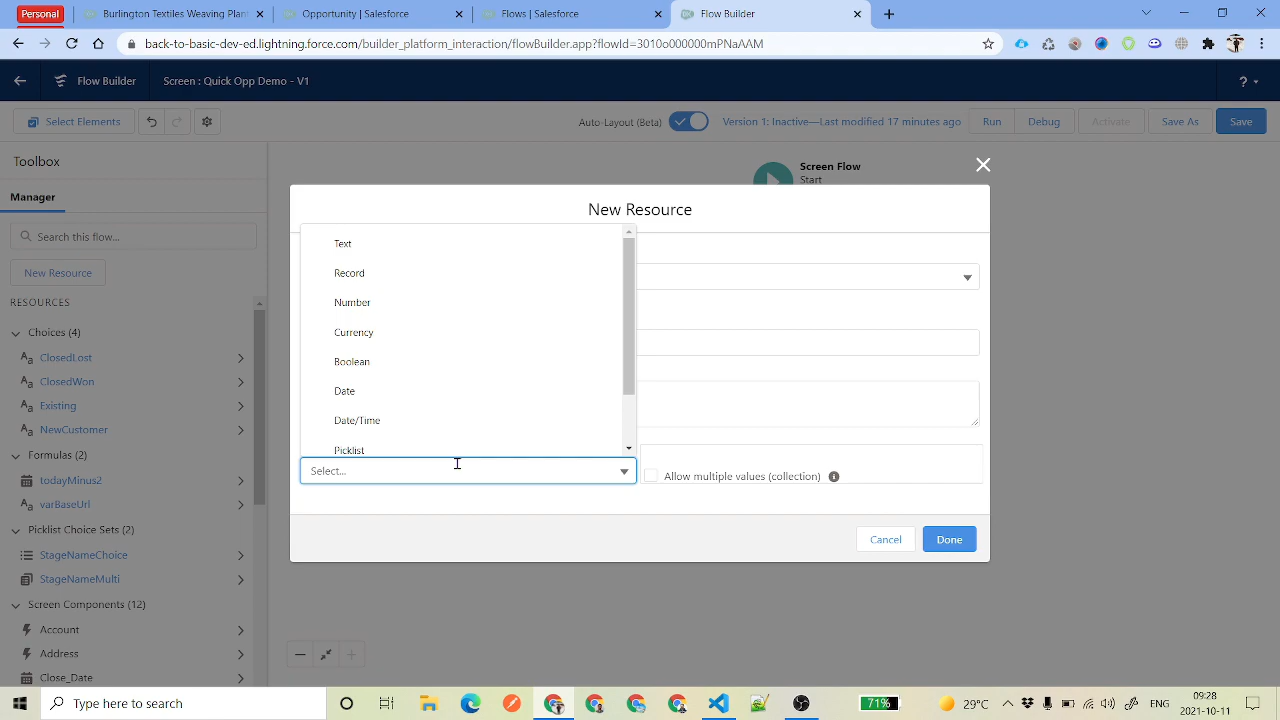 Personal
Burlington Textiles Weaving Plant
Opportunity | Salesforce
Flows | Salesforce
Flow Builder
back-to-basic-dev-ed.lightning.force.com/builder_platform_interaction/flowBuilder.app?flowId=3010o000000mPNaAAM
Flow Builder
Screen : Quick Opp Demo - V1
?
Select Elements
Auto-Layout (Beta)
Version 1: Inactive—Last modified 17 minutes ago
Run
Debug
Activate
Save As
Save
Toolbox
Screen Flow
Start
Manager
New Resource
Search this flow...
New Resource
Text
Record
Number
Currency
Boolean
Date
Date/Time
Picklist
Select...
Allow multiple values (collection)
Cancel
Done
RESOURCES
Choices (4)
ClosedLost
ClosedWon
Existing
NewCustomer
Formulas (2)
todayMinus2
varBaseUrl
Picklist Choice Sets (2)
StageNameChoice
StageNameMulti
Screen Components (12)
Account
Address
Close_Date
Type here to search
71%
29°C
ENG
09:28
2021-10-11